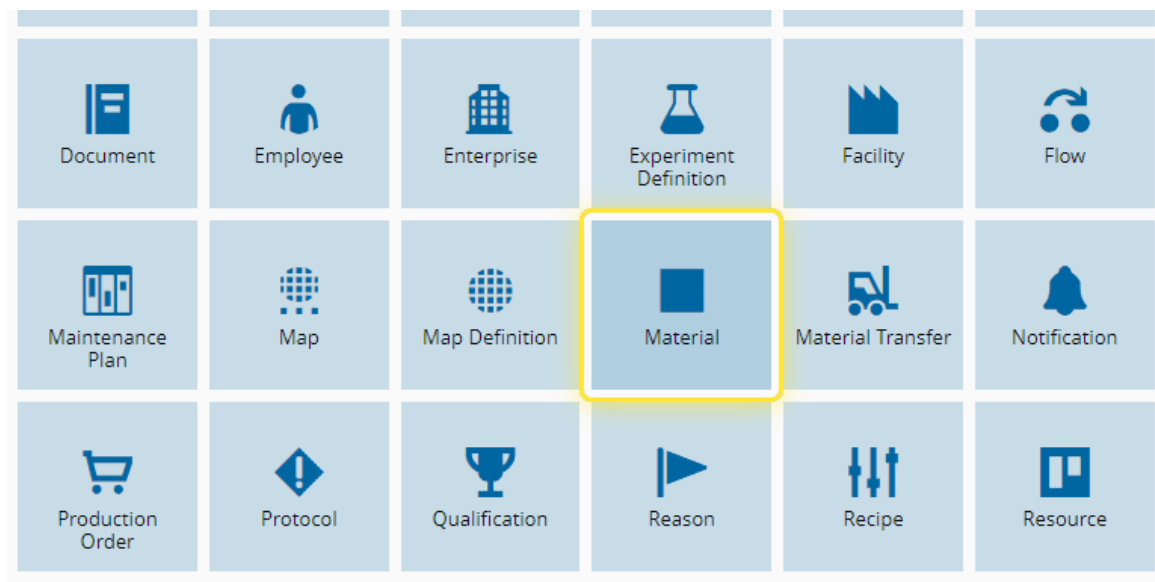 Document
Employee
Enterprise
Experiment
Definition
Facility
Flow
Maintenance
Plan
Map
Map Definition
Material
Material Transfer
Notification
Production
Order
Protocol
Qualification
Reason
Recipe
Resource